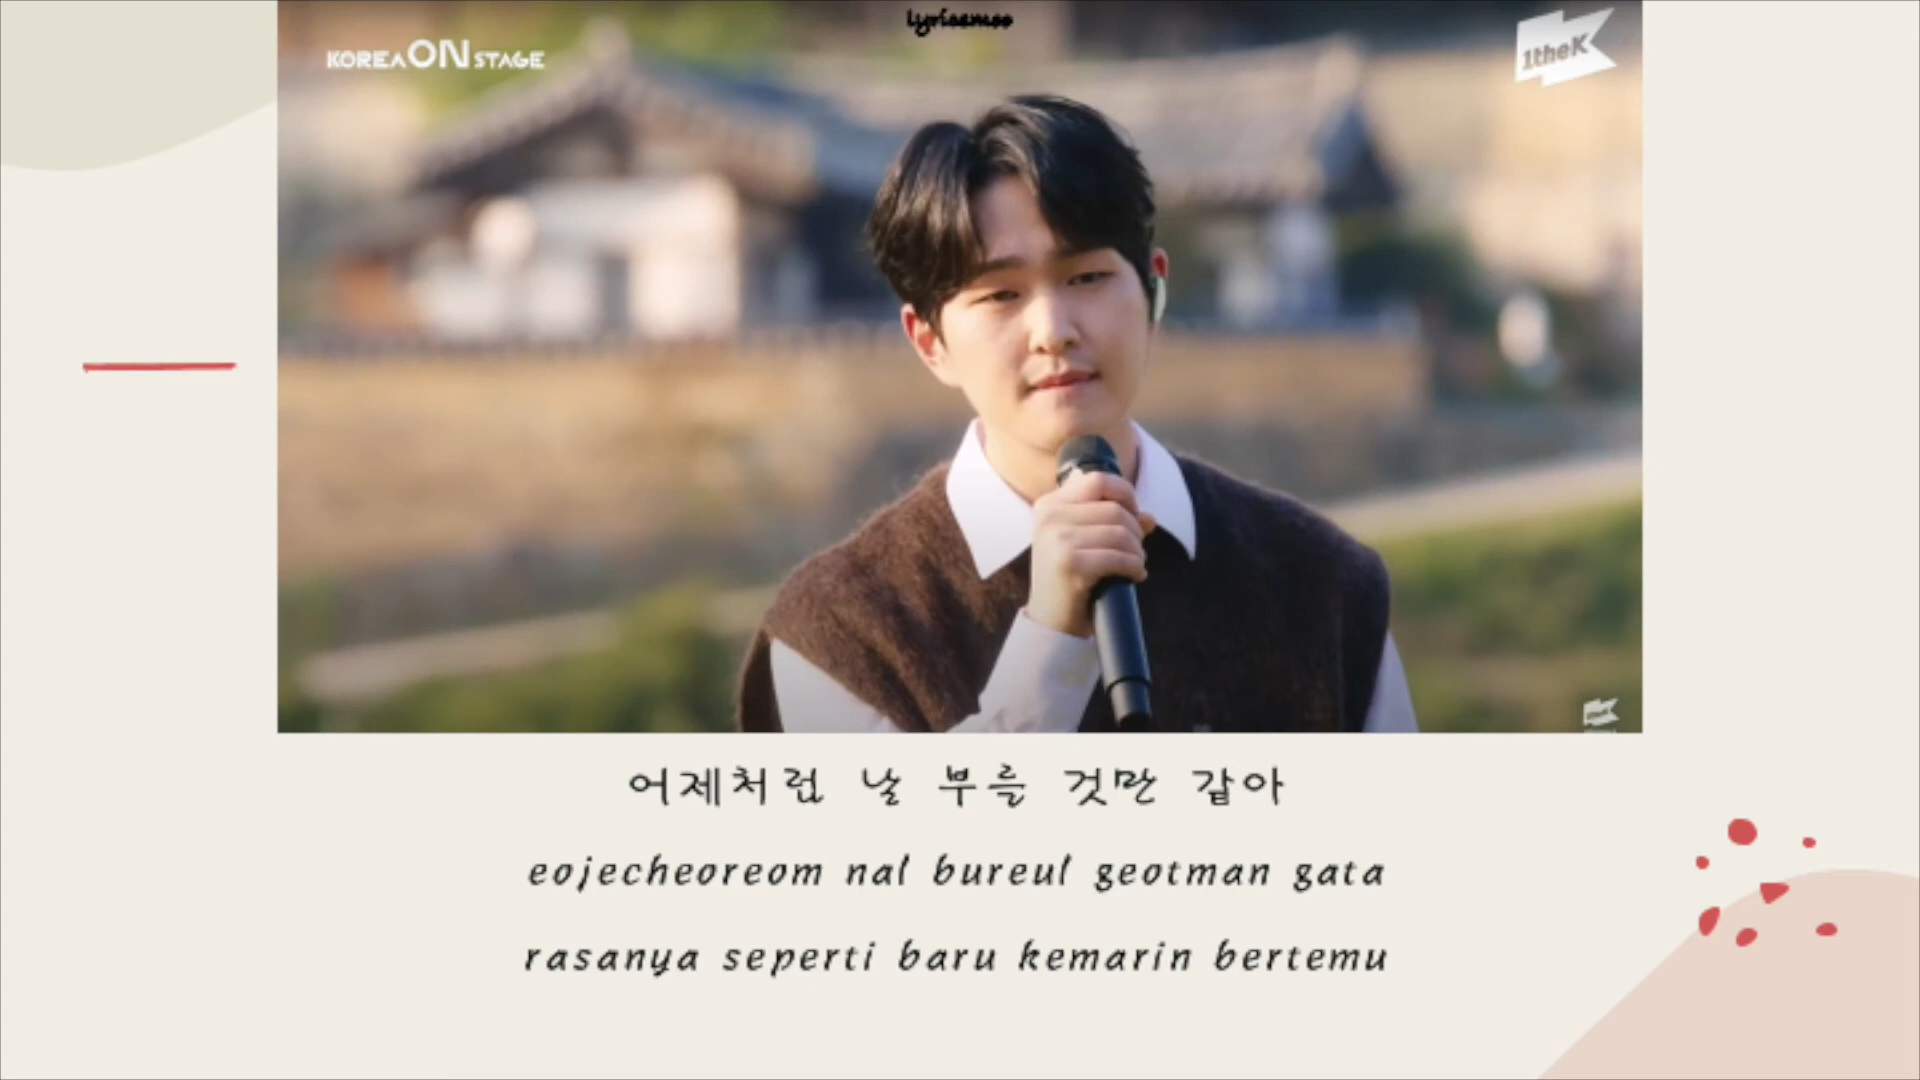 lyricsmoo
KOREA ON STAGE
1theK
어제처럼 날 부를 것만 같아
eojecheoreom nal bureul geotman gata
rasanya seperti baru kemarin bertemu